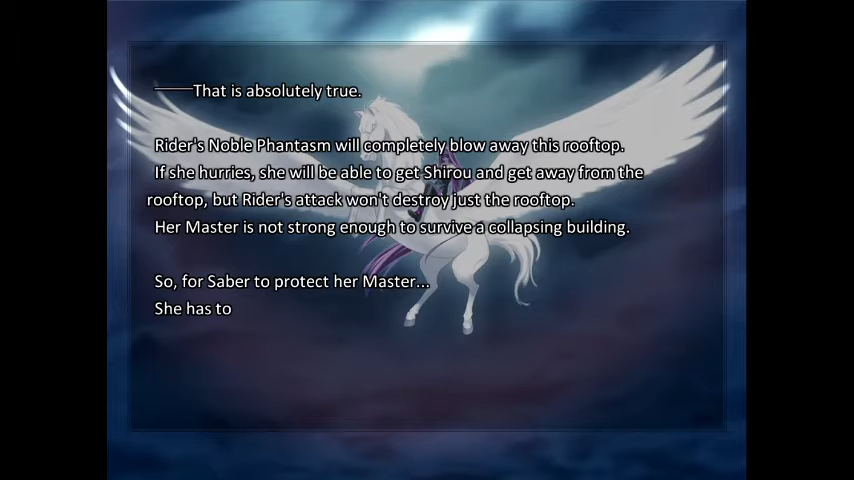 ———That is absolutely true.
Rider's Noble Phantasm will completely blow away this rooftop.
If she hurries, she will be able to get Shirou and get away from the
rooftop, but Rider's attack won't destroy just the rooftop.
Her Master is not strong enough to survive a collapsing building.
So, for Saber to protect her Master...
She has to